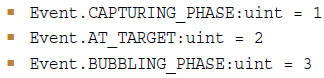 Event.CAPTURING_PHASE:uint = 1
Event.AT_TARGET:uint = 2
Event.BUBBLING_PHASE:uint = 3